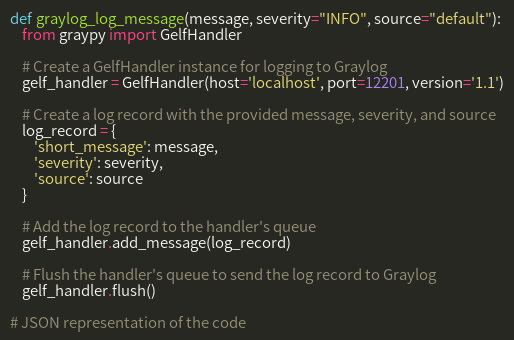 def graylog_log_message(message, severity="INFO", source="default"):
    from graypy import GelfHandler

    # Create a GelfHandler instance for logging to Graylog
    gelf_handler = GelfHandler(host='localhost', port=12201, version='1.1')

    # Create a log record with the provided message, severity, and source
    log_record = {
        'short_message': message,
        'severity': severity,
        'source': source
    }

    # Add the log record to the handler's queue
    gelf_handler.add_message(log_record)

    # Flush the handler's queue to send the log record to Graylog
    gelf_handler.flush()

# JSON representation of the code